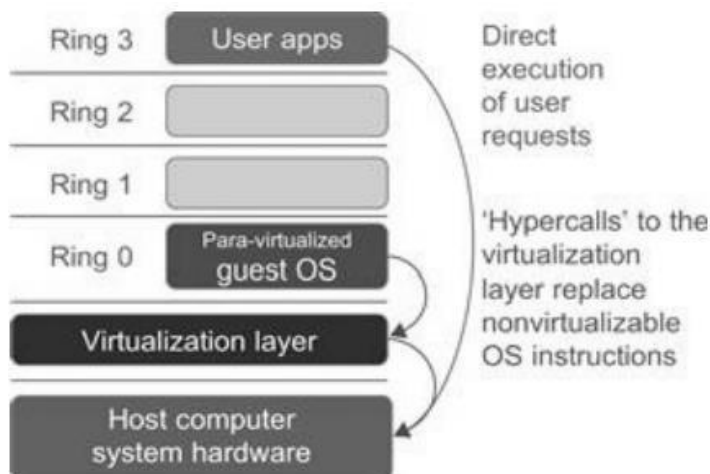 Ring 3
User apps
Direct
execution
of user
requests
Ring 2
Ring 1
Ring 0
Para-virtualized
guest OS
'Hypercalls' to the
virtualization
layer replace
nonvirtualizable
OS instructions
Virtualization layer
Host computer
system hardware